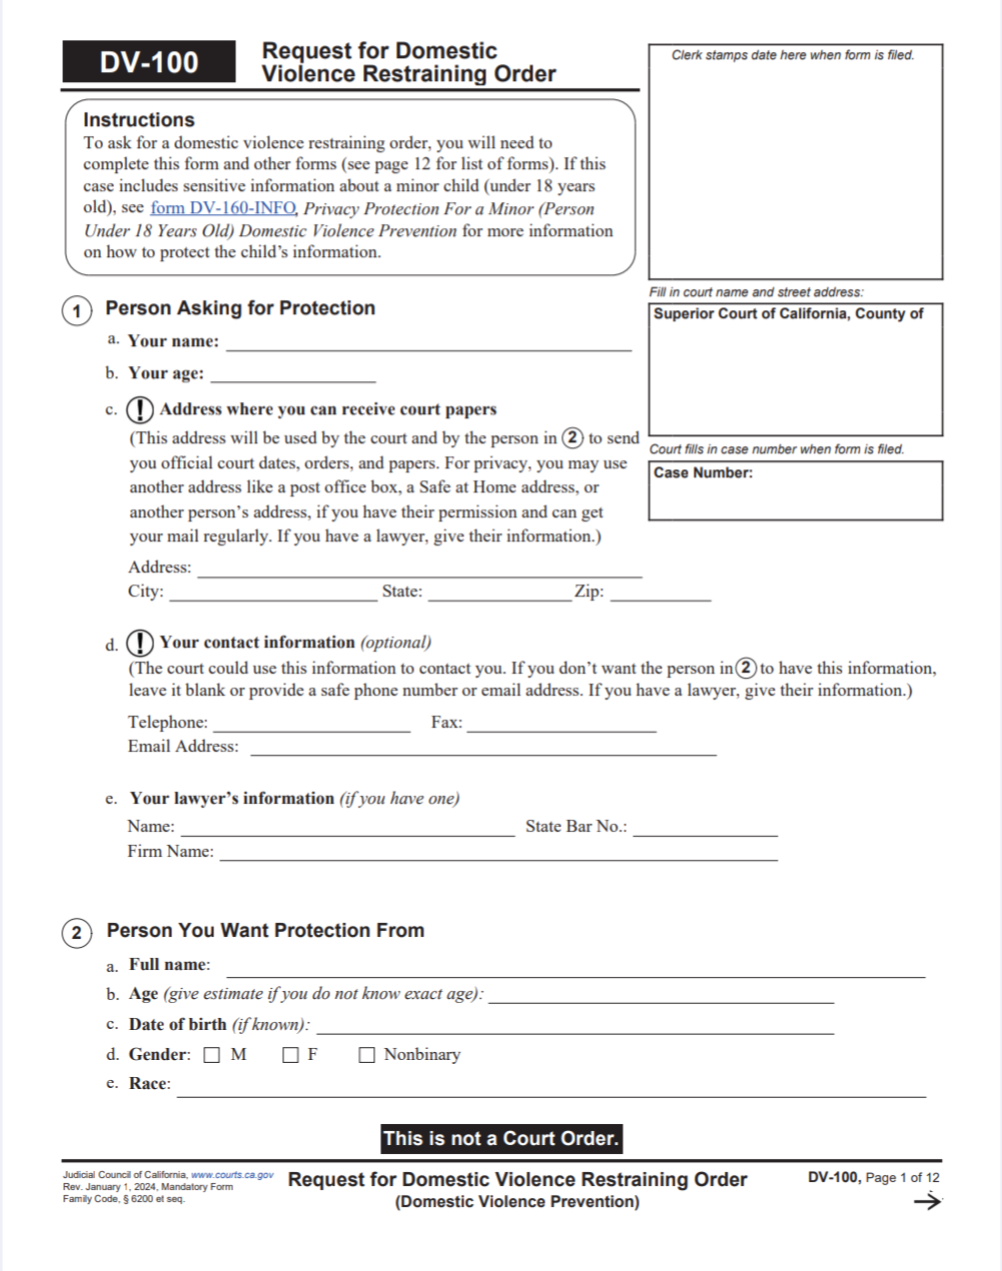 DV-100
Request for Domestic
Violence Restraining Order
Clerk stamps date here when form is filed.
Instructions
To ask for a domestic violence restraining order, you will need to
complete this form and other forms (see page 12 for list of forms). If this
case includes sensitive information about a minor child (under 18 years
old), see form DV-160-INFO, Privacy Protection For a Minor (Person
Under 18 Years Old) Domestic Violence Prevention for more information
on how to protect the child's information.
Fill in court name and street address:
Superior Court of California, County of
Court fills in case number when form is filed.
Case Number:
1 Person Asking for Protection
a. Your name:
b. Your age:
c. ! Address where you can receive court papers
(This address will be used by the court and by the person in 2 to send
you official court dates, orders, and papers. For privacy, you may use
another address like a post office box, a Safe at Home address, or
another person's address, if you have their permission and can get
your mail regularly. If you have a lawyer, give their information.)
Address:
City: State: Zip:
d. ! Your contact information (optional)
(The court could use this information to contact you. If you don't want the person in 2 to have this information,
leave it blank or provide a safe phone number or email address. If you have a lawyer, give their information.)
Telephone: Fax:
Email Address:
e. Your lawyer's information (if you have one)
Name: State Bar No.:
Firm Name:
2 Person You Want Protection From
a. Full name:
b. Age (give estimate if you do not know exact age):
c. Date of birth (if known):
d. Gender: M F Nonbinary
e. Race:
This is not a Court Order.
Judicial Council of California, www.courts.ca.gov
Rev. January 1, 2024, Mandatory Form
Family Code, § 6200 et seq.
Request for Domestic Violence Restraining Order
(Domestic Violence Prevention)
DV-100, Page 1 of 12